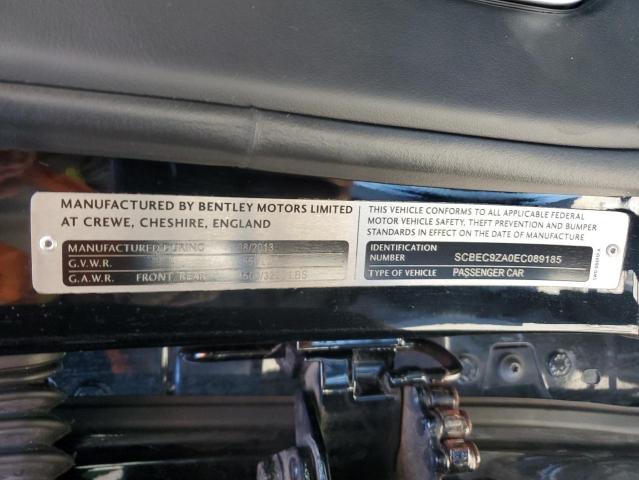 MANUFACTURED BY BENTLEY MOTORS LIMITED
AT CREWE, CHESHIRE, ENGLAND
MANUFACTURED DURING 08/2013
G.V.W.R.
G.A.W.R. FRONT, REAR LBS
THIS VEHICLE CONFORMS TO ALL APPLICABLE FEDERAL
MOTOR VEHICLE SAFETY, THEFT PREVENTION AND BUMPER
STANDARDS IN EFFECT ON THE DATE OF MANUFACTURE
IDENTIFICATION
NUMBER SCBEC9ZA0EC089185
TYPE OF VEHICLE PASSENGER CAR